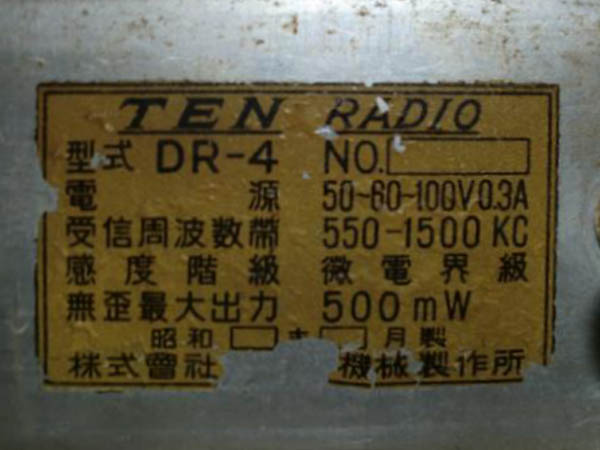 TEN RADIO
型式 DR-4 NO.
電源 50~60-100V0.3A
受信周波数帯 550-1500 KC
感度階級 微電界級
無歪最大出力 500mW
昭和 年 月製
株式會社 機械製作所